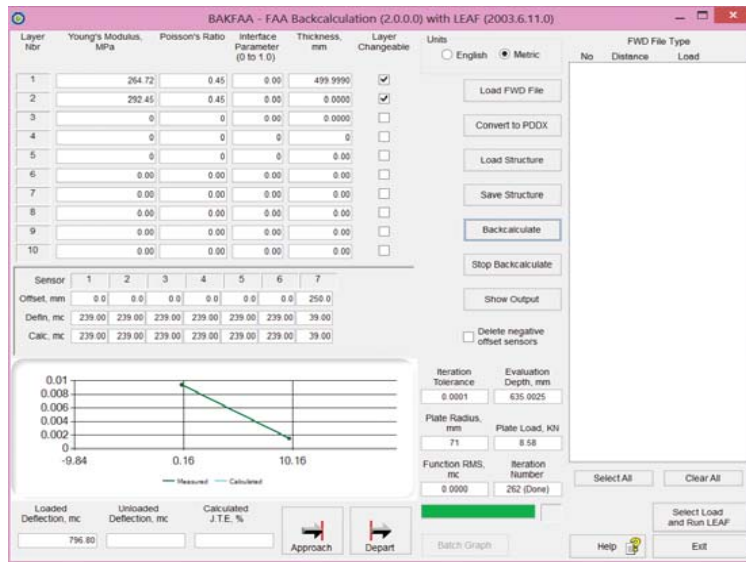 BAKFAA - FAA Backcalculation (2.0.0.0) with LEAF (2003.6.11.0)
Layer Nbr Young's Modulus, MPa Poisson's Ratio Interface Parameter (0 to 1.0) Thickness, mm Layer Changeable
1 264.72 0.45 0.00 499.9990
2 292.45 0.45 0.00 0.0000
3 0 0 0.00 0.0000
4 0 0 0 0
5 0 0 0 0.00
6 0.00 0.00 0.00 0.00
7 0.00 0.00 0.00 0.00
8 0.00 0.00 0.00 0.00
9 0.00 0.00 0.00 0.00
10 0.00 0.00 0.00 0.00
Sensor 1 2 3 4 5 6 7
Offset, mm 0.0 0.0 0.0 0.0 0.0 0.0 250.0
Defln, mc 239.00 239.00 239.00 239.00 239.00 239.00 39.00
Calc, mc 239.00 239.00 239.00 239.00 239.00 239.00 39.00
0.01
0.008
0.006
0.004
0.002
0
-9.84 0.16 10.16
Measured Calculated
Loaded Deflection, mc Unloaded Deflection, mc Calculated J.T.E, %
796.80
Approach Depart
Units
English Metric
Load FWD File
Convert to PDDX
Load Structure
Save Structure
Backcalculate
Stop Backcalculate
Show Output
Delete negative offset sensors
Iteration Tolerance Evaluation Depth, mm
0.0001 635.0025
Plate Radius, mm Plate Load, KN
71 8.58
Function RMS, mc Iteration Number
0.0000 262 (Done)
Batch Graph
FWD File Type
No Distance Load
Select All Clear All
Select Load and Run LEAF
Help Exit